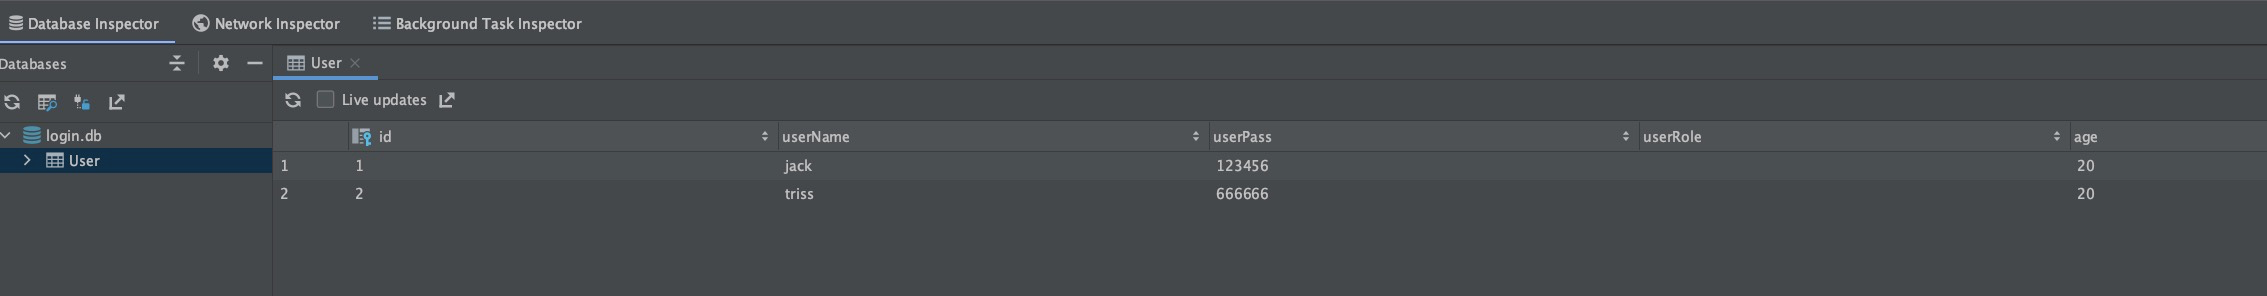 Database Inspector Network Inspector Background Task Inspector
Databases User
Live updates
login.db id userName userPass userRole age
User
1 1 jack 123456 20
2 2 triss 666666 20